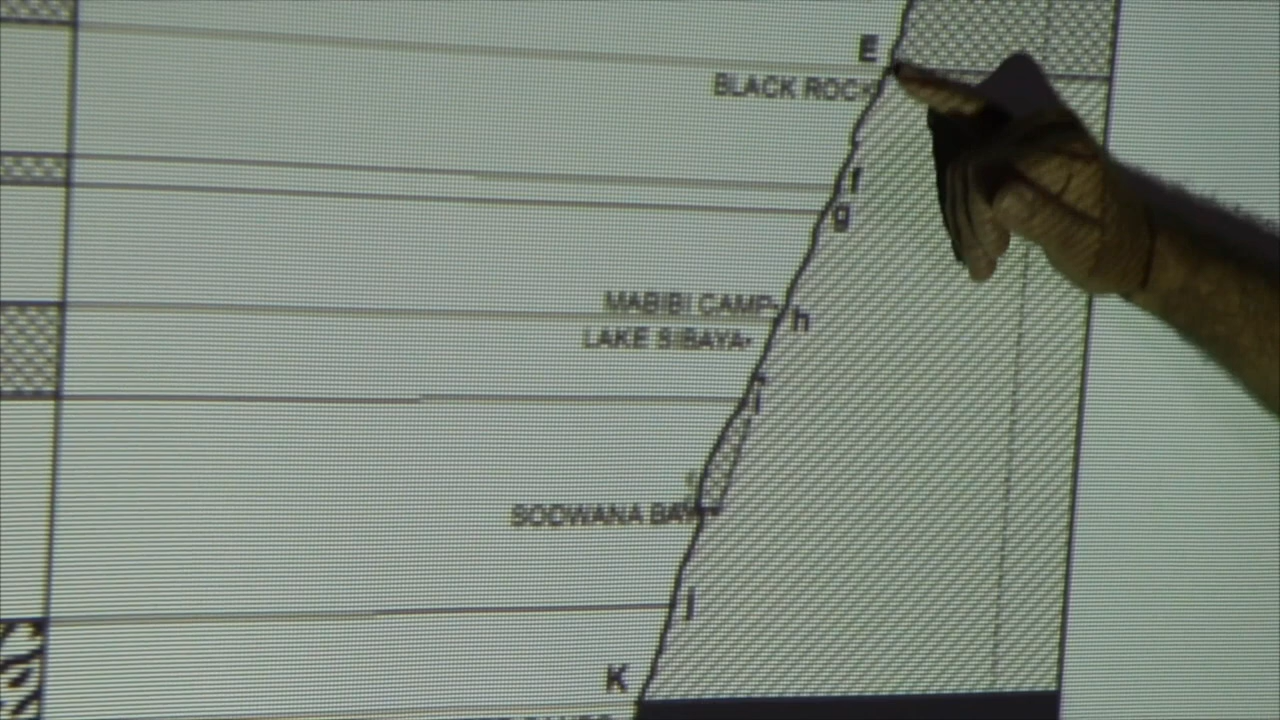 E
BLACK ROCK
f
g
MABIBI CAMP
h
LAKE SIBAYA
i
SODWANA BAY
j
K